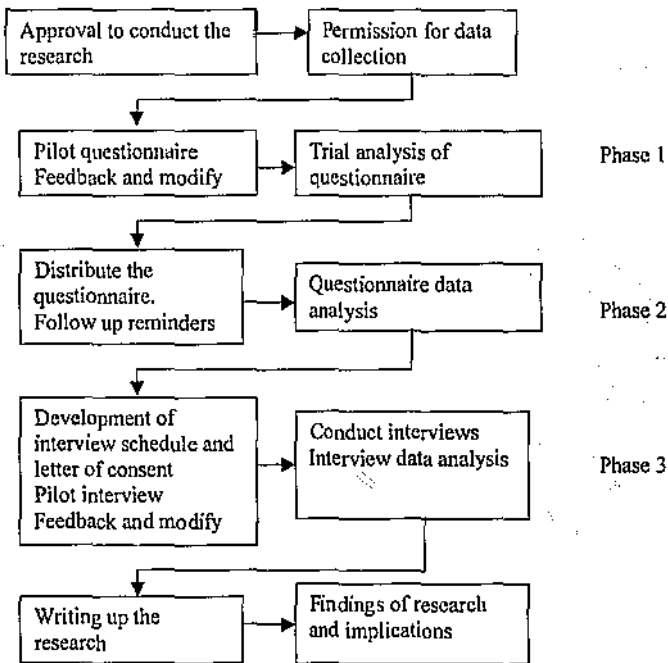 Approval to conduct the
research
Permission for data
collection
Pilot questionnaire
Feedback and modify
Trial analysis of
questionnaire
Phase 1
Distribute the
questionnaire.
Follow up reminders
Questionnaire data
analysis
Phase 2
Development of
interview schedule and
letter of consent
Pilot interview
Feedback and modify
Conduct interviews
Interview data analysis
Phase 3
Writing up the
research
Findings of research
and implications